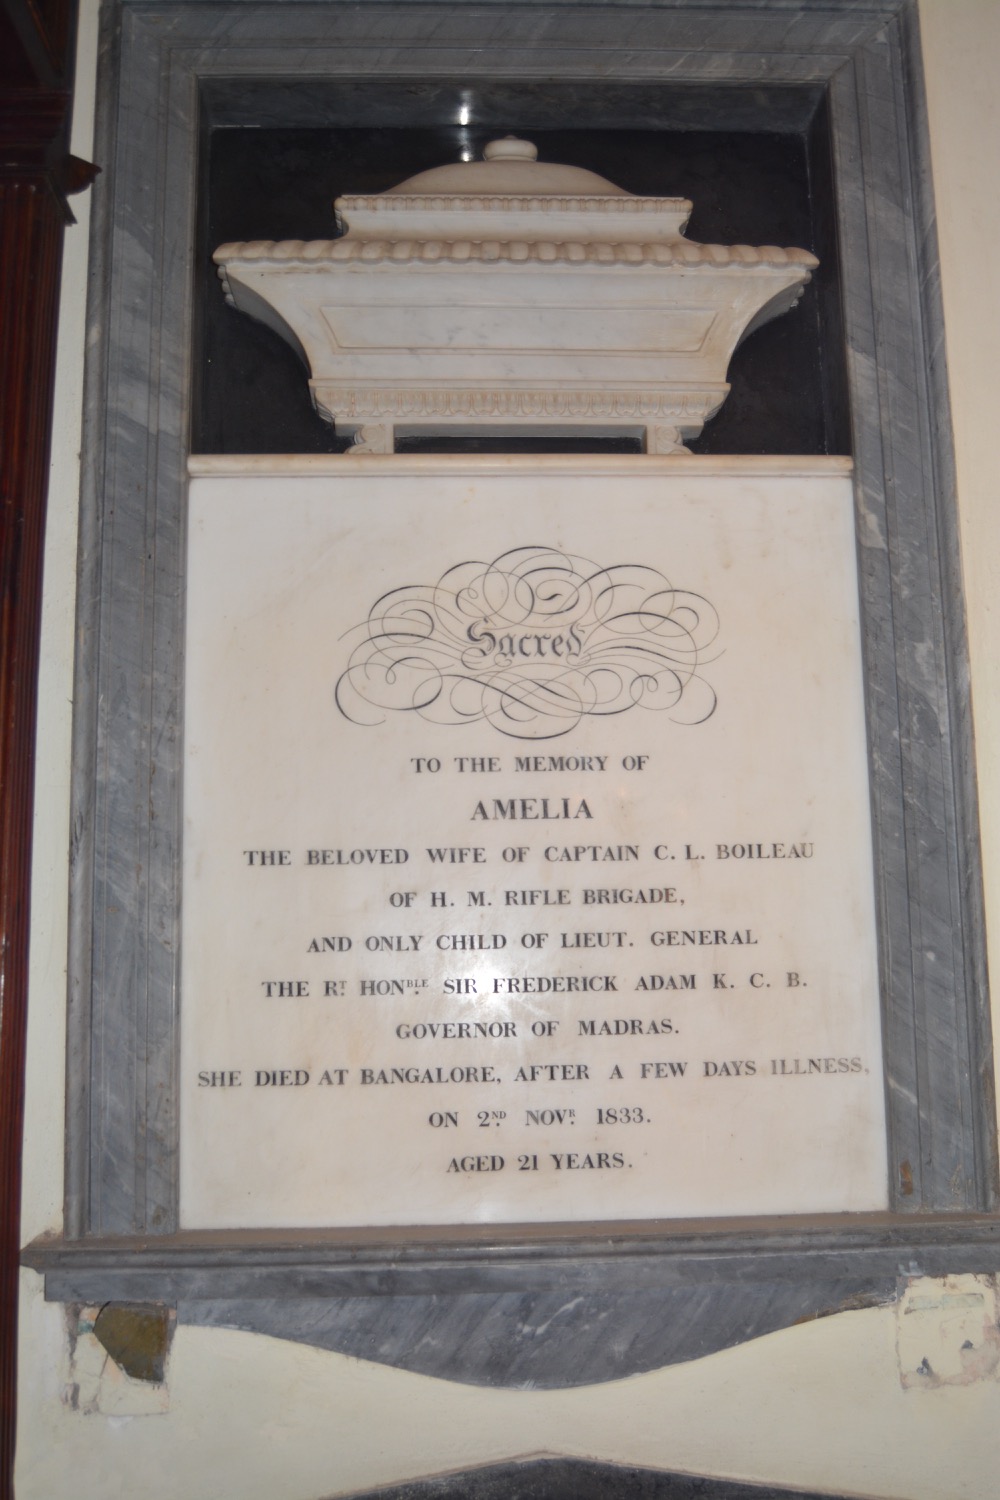 Sacred
TO THE MEMORY OF
AMELIA
THE BELOVED WIFE OF CAPTAIN C. L. BOILEAU
OF H. M. RIFLE BRIGADE,
AND ONLY CHILD OF LIEUT. GENERAL
THE RT. HONBLE. SIR FREDERICK ADAM K. C. B.
GOVERNOR OF MADRAS.
SHE DIED AT BANGALORE, AFTER A FEW DAYS ILLNESS,
ON 2ND. NOVR. 1833.
AGED 21 YEARS.